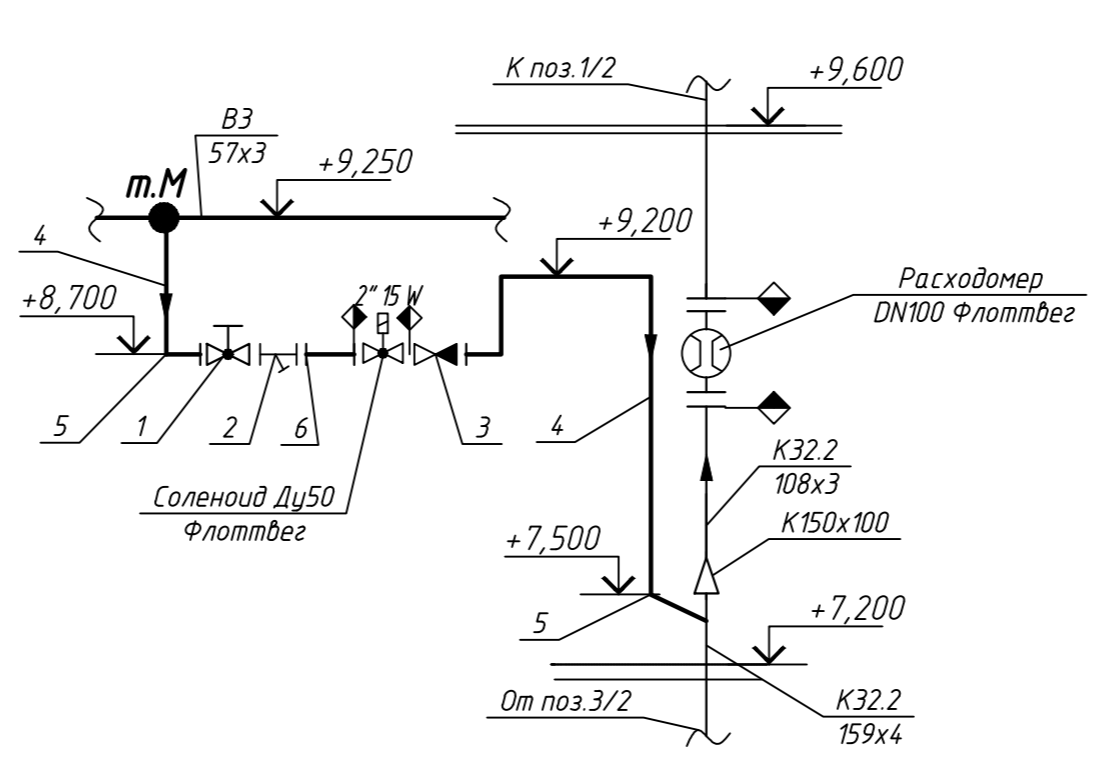 К поз.1/2
+9,600
В3
57х3
т.М
+9,250
+9,200
4
+8,700
2" 15 W
Расходомер
DN100 Флоттвег
5
1
2
6
3
4
К32.2
108х3
Соленоид Ду50
Флоттвег
К150х100
+7,500
+7,200
5
От поз.3/2
К32.2
159х4